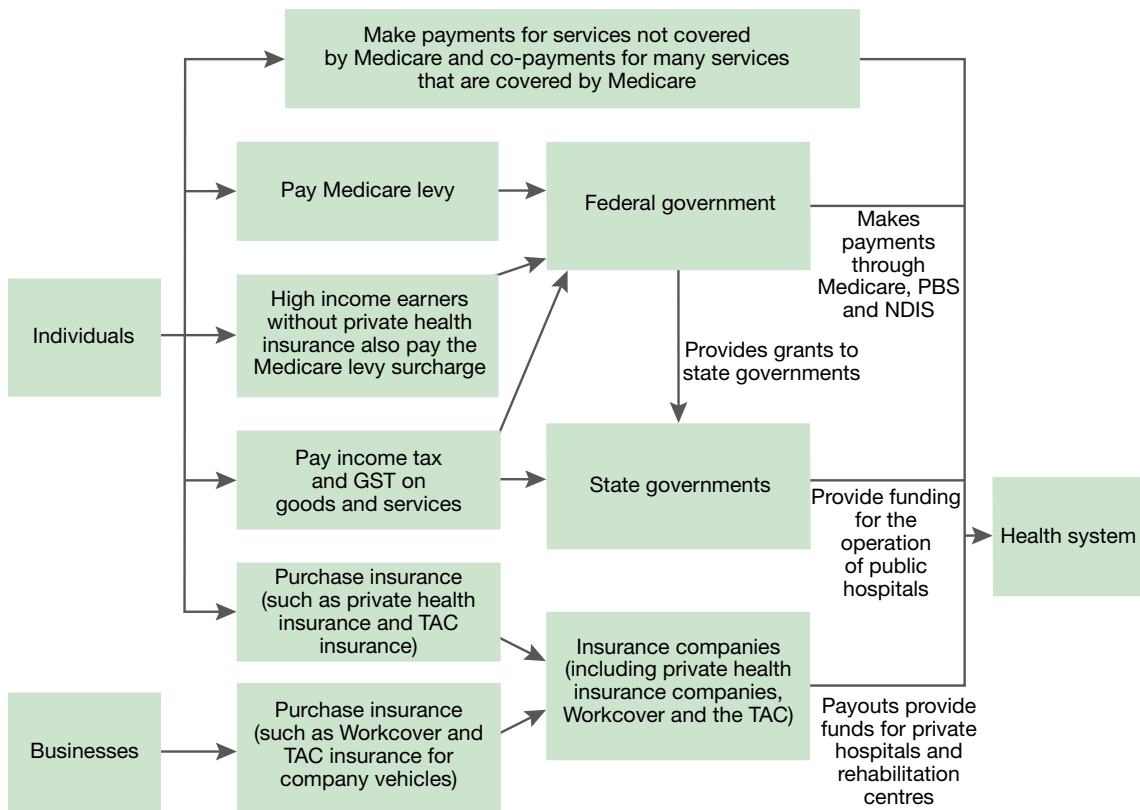 Make payments for services not covered
by Medicare and co-payments for many services
that are covered by Medicare
Pay Medicare levy
Federal government
Makes
payments
through
Medicare, PBS
and NDIS
Individuals
High income earners
without private health
insurance also pay the
Medicare levy surcharge
Provides grants to
state governments
Pay income tax
and GST on
goods and services
State governments
Provide funding
for the
operation
of public
hospitals
Health system
Purchase insurance
(such as private health
insurance and TAC
insurance)
Insurance companies
(including private health
insurance companies,
Workcover and the TAC)
Payouts provide
funds for private
hospitals and
rehabilitation
centres
Businesses
Purchase insurance
(such as Workcover and
TAC insurance for
company vehicles)